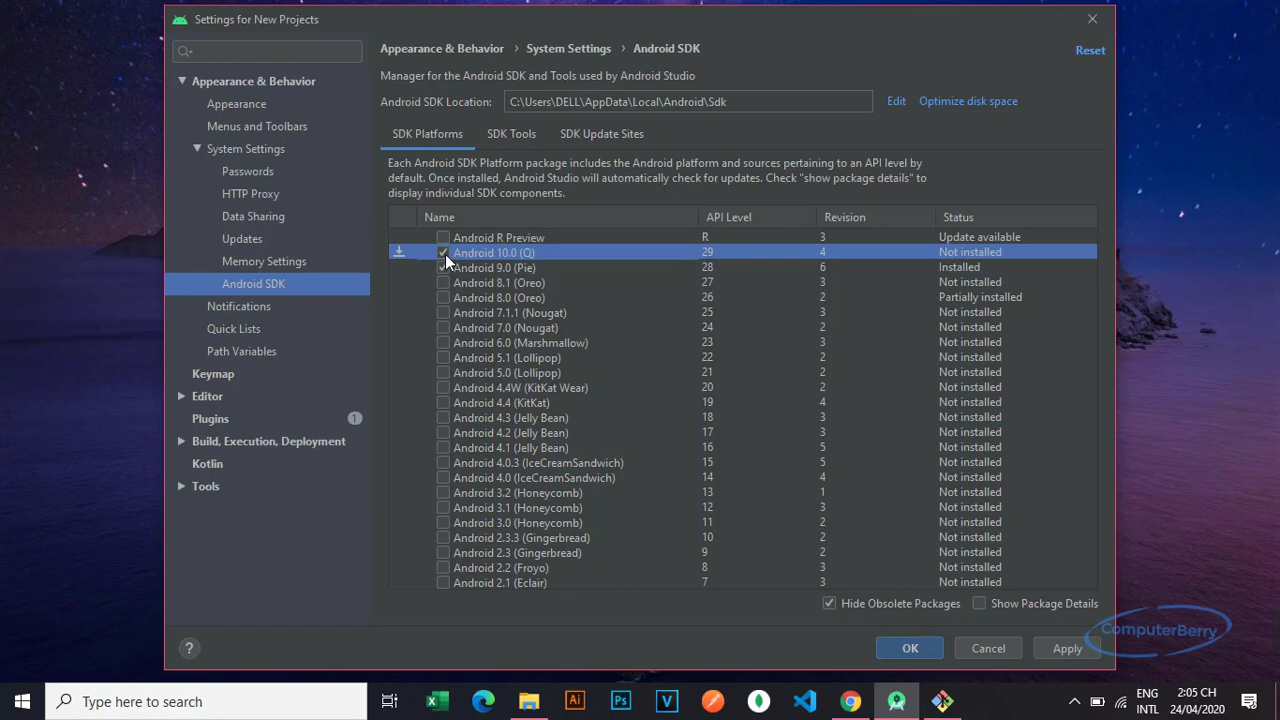 Settings for New Projects
Appearance & Behavior › System Settings › Android SDK
Reset
Manager for the Android SDK and Tools used by Android Studio
Android SDK Location: C:\Users\DELL\AppData\Local\Android\Sdk Edit Optimize disk space
SDK Platforms SDK Tools SDK Update Sites
Each Android SDK Platform package includes the Android platform and sources pertaining to an API level by
default. Once installed, Android Studio will automatically check for updates. Check "show package details" to
display individual SDK components.
Name API Level Revision Status
Android R Preview R 3 Update available
Android 10.0 (Q) 29 4 Not installed
Android 9.0 (Pie) 28 6 Installed
Android 8.1 (Oreo) 27 3 Not installed
Android 8.0 (Oreo) 26 2 Partially installed
Android 7.1.1 (Nougat) 25 3 Not installed
Android 7.0 (Nougat) 24 2 Not installed
Android 6.0 (Marshmallow) 23 3 Not installed
Android 5.1 (Lollipop) 22 2 Not installed
Android 5.0 (Lollipop) 21 2 Not installed
Android 4.4W (KitKat Wear) 20 2 Not installed
Android 4.4 (KitKat) 19 4 Not installed
Android 4.3 (Jelly Bean) 18 3 Not installed
Android 4.2 (Jelly Bean) 17 3 Not installed
Android 4.1 (Jelly Bean) 16 5 Not installed
Android 4.0.3 (IceCreamSandwich) 15 5 Not installed
Android 4.0 (IceCreamSandwich) 14 4 Not installed
Android 3.2 (Honeycomb) 13 1 Not installed
Android 3.1 (Honeycomb) 12 3 Not installed
Android 3.0 (Honeycomb) 11 2 Not installed
Android 2.3.3 (Gingerbread) 10 2 Not installed
Android 2.3 (Gingerbread) 9 2 Not installed
Android 2.2 (Froyo) 8 3 Not installed
Android 2.1 (Eclair) 7 3 Not installed
Hide Obsolete Packages Show Package Details
Appearance & Behavior
Appearance
Menus and Toolbars
System Settings
Passwords
HTTP Proxy
Data Sharing
Updates
Memory Settings
Android SDK
Notifications
Quick Lists
Path Variables
Keymap
Editor
Plugins 1
Build, Execution, Deployment
Kotlin
Tools
?
OK Cancel Apply
ComputerBerry
Type here to search
Ai
Ps
V
ENG
INTL
2:05 CH
24/04/2020